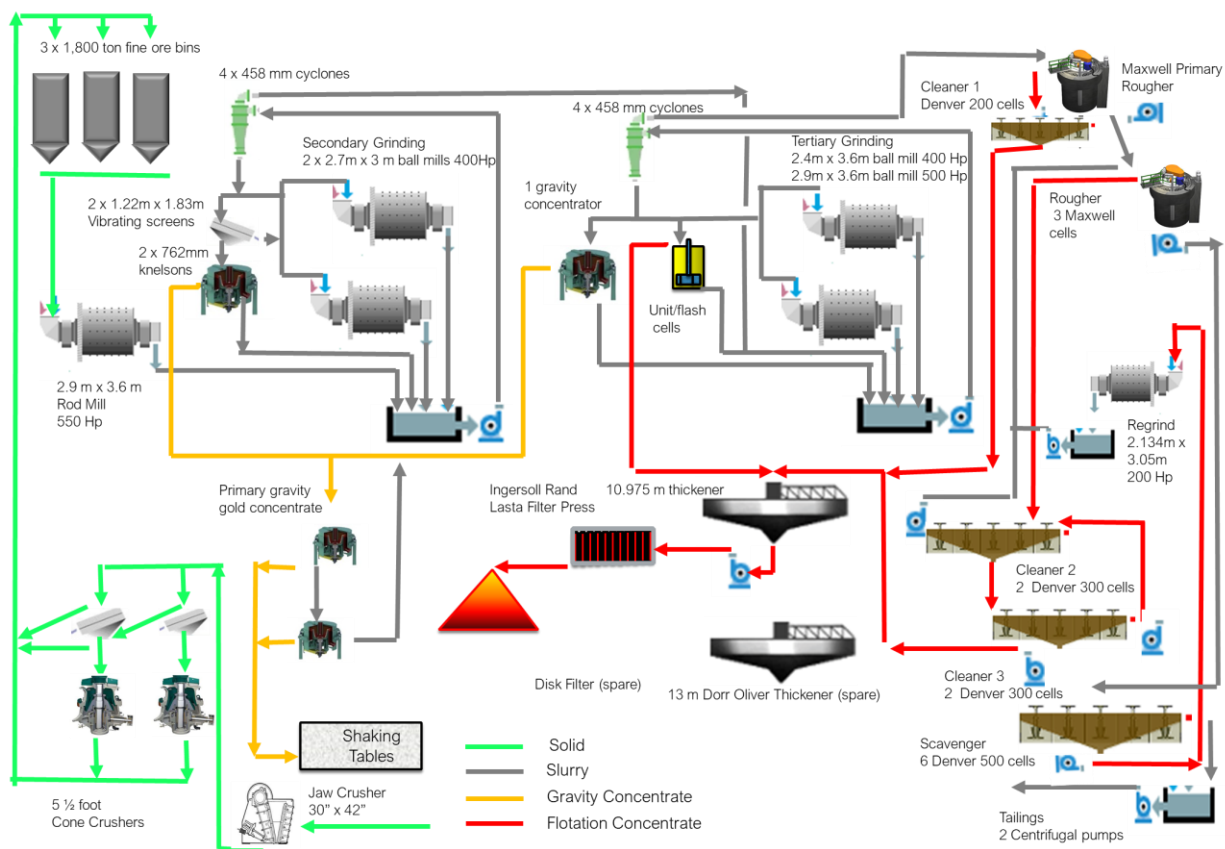 3 x 1,800 ton fine ore bins
4 x 458 mm cyclones
Secondary Grinding
2 x 2.7m x 3 m ball mills 400Hp
2 x 1.22m x 1.83m
Vibrating screens
2 x 762mm
knelsons
2.9 m x 3.6 m
Rod Mill
550 Hp
4 x 458 mm cyclones
Tertiary Grinding
2.4m x 3.6m ball mill 400 Hp
2.9m x 3.6m ball mill 500 Hp
1 gravity
concentrator
Unit/flash
cells
Cleaner 1
Denver 200 cells
Maxwell Primary
Rougher
Rougher
3 Maxwell
cells
Regrind
2.134m x
3.05m
200 Hp
Primary gravity
gold concentrate
Ingersoll Rand
Lasta Filter Press
10.975 m thickener
Cleaner 2
2 Denver 300 cells
Cleaner 3
2 Denver 300 cells
Disk Filter (spare)
13 m Dorr Oliver Thickener (spare)
Scavenger
6 Denver 500 cells
Tailings
2 Centrifugal pumps
Shaking
Tables
Jaw Crusher
30” x 42”
5 ½ foot
Cone Crushers
Solid
Slurry
Gravity Concentrate
Flotation Concentrate